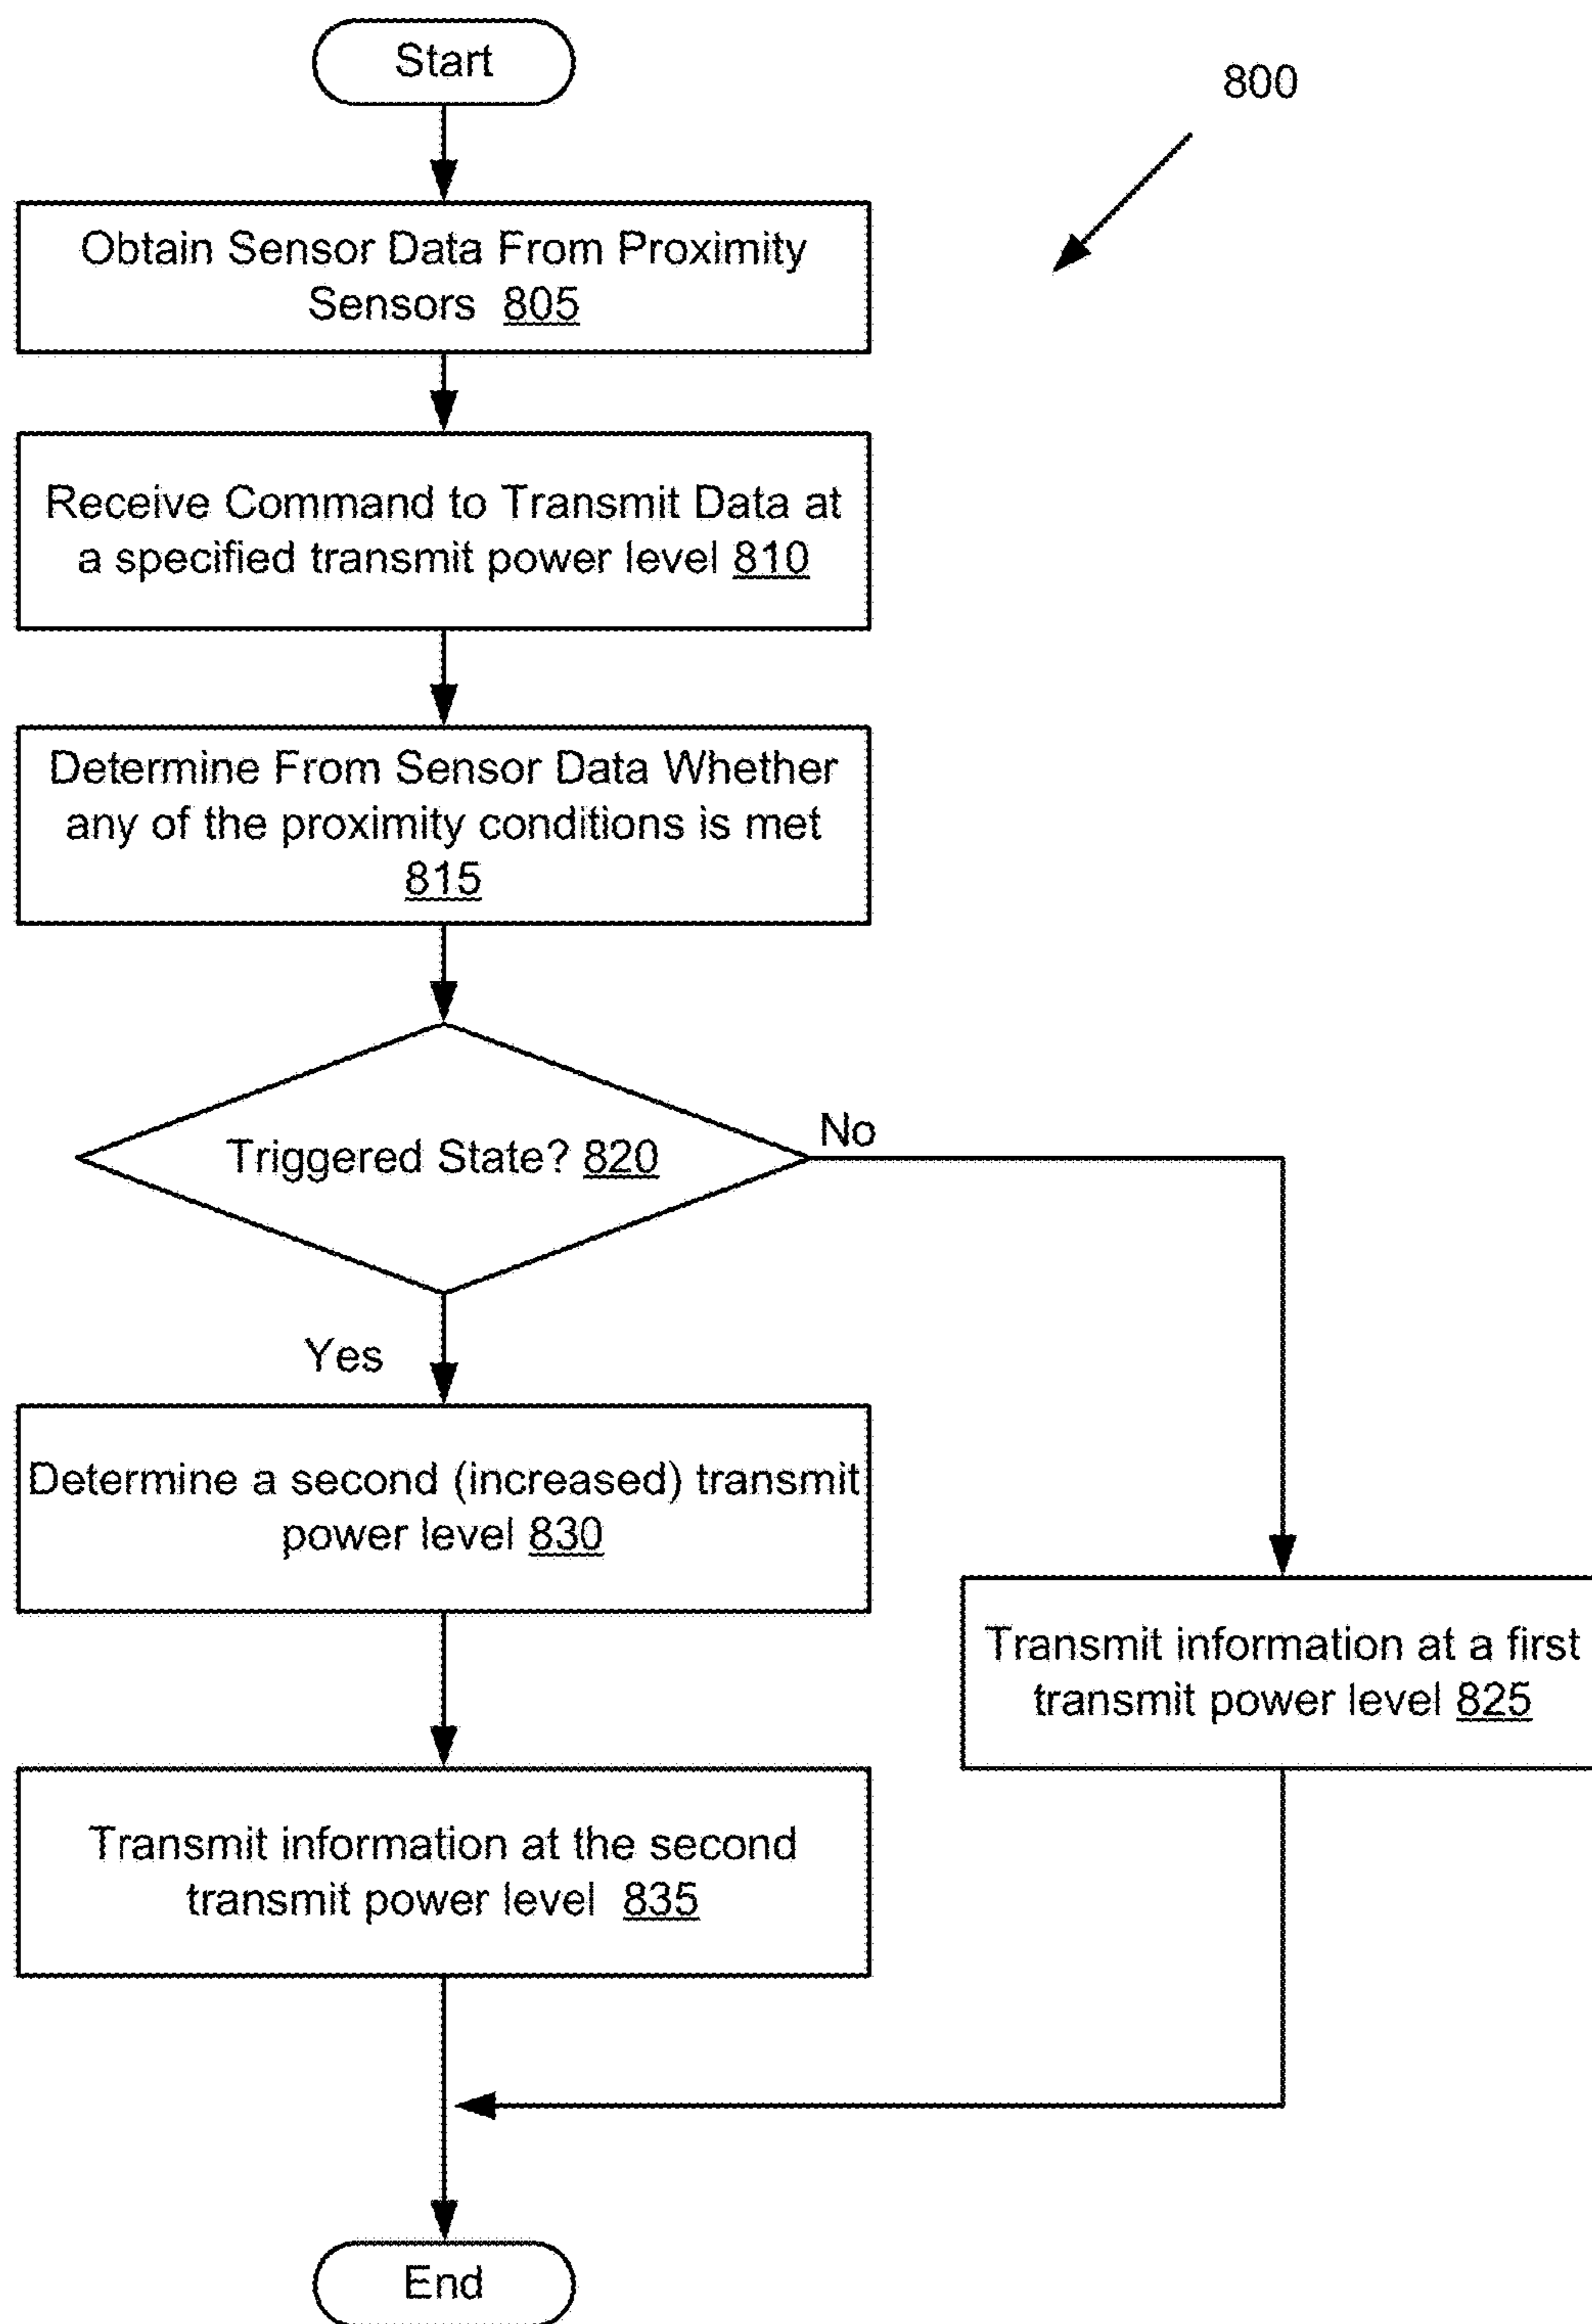 Start
800
Obtain Sensor Data From Proximity
Sensors 805
Receive Command to Transmit Data at
a specified transmit power level 810
Determine From Sensor Data Whether
any of the proximity conditions is met
815
Triggered State? 820
No
Yes
Determine a second (increased) transmit
power level 830
Transmit information at a first
transmit power level 825
Transmit information at the second
transmit power level 835
End